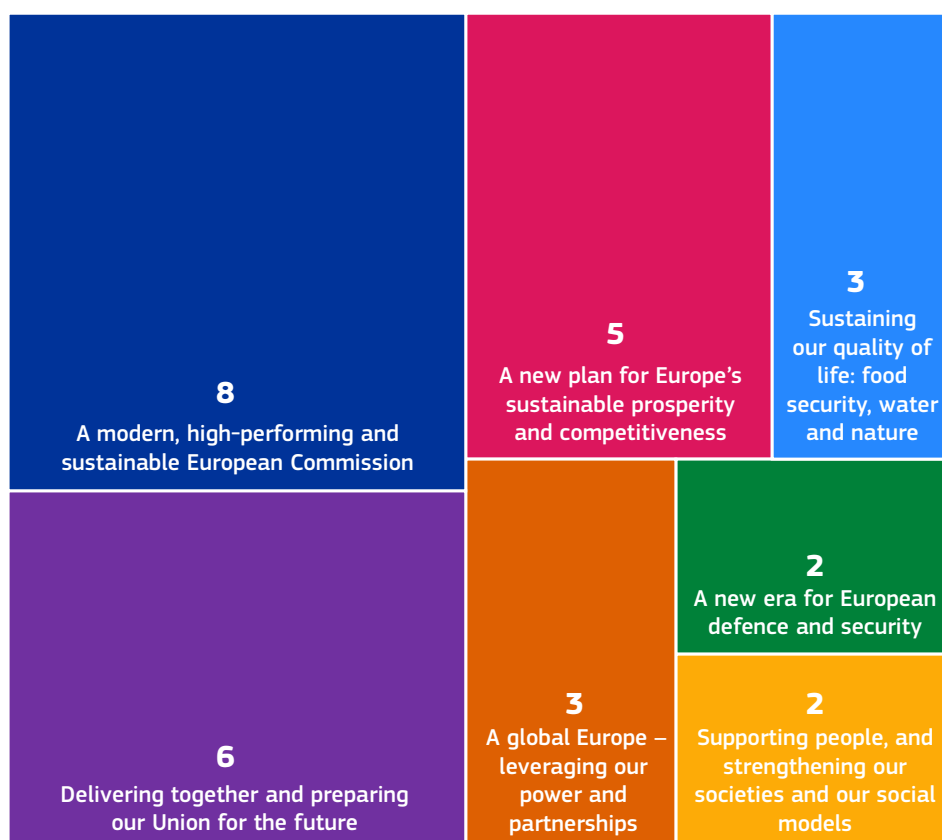 8
A modern, high-performing and
sustainable European Commission
5
A new plan for Europe's
sustainable prosperity
and competitiveness
3
Sustaining
our quality of
life: food
security, water
and nature
6
Delivering together and preparing
our Union for the future
3
A global Europe –
leveraging our
power and
partnerships
2
A new era for European
defence and security
2
Supporting people, and
strengthening our
societies and our social
models